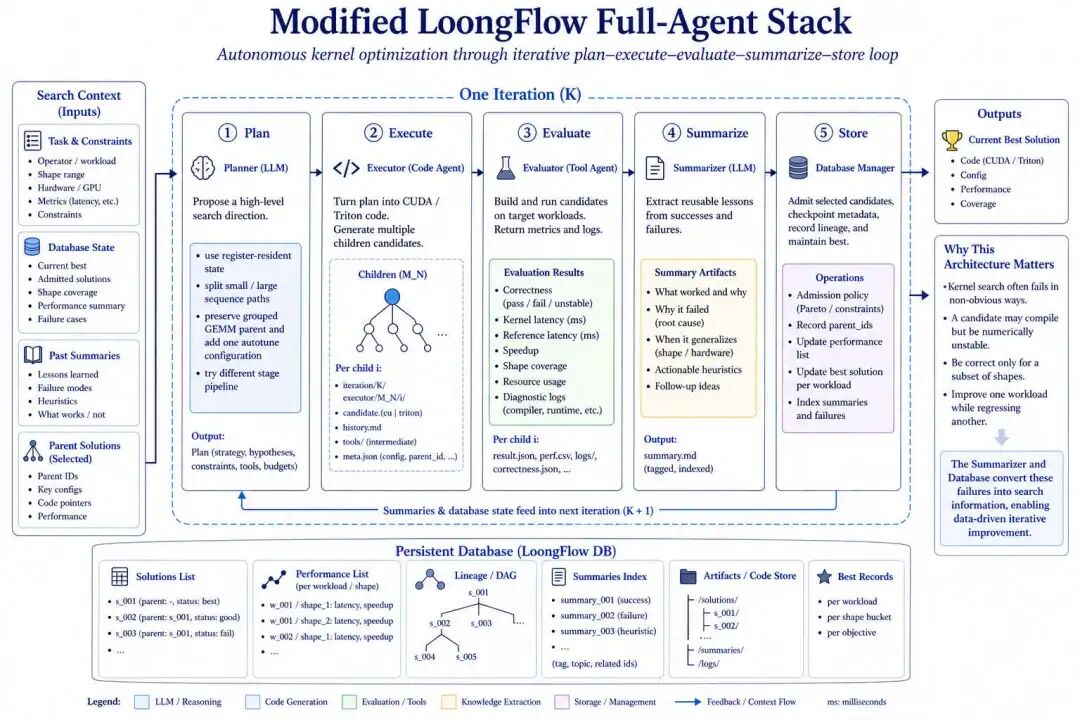 Modified LoongFlow Full-Agent Stack
Autonomous kernel optimization through iterative plan–execute–evaluate–summarize–store loop
Search Context
(Inputs)
Task & Constraints
• Operator / workload
• Shape range
• Hardware / GPU
• Metrics (latency, etc.)
• Constraints
Database State
• Current best
• Admitted solutions
• Shape coverage
• Performance summary
• Failure cases
Past Summaries
• Lessons learned
• Failure modes
• Heuristics
• What works / not
Parent Solutions
(Selected)
• Parent IDs
• Key configs
• Code pointers
• Performance
One Iteration (K)
1 Plan
Planner (LLM)
Propose a high-level
search direction.
• use register-resident
state
• split small / large
sequence paths
• preserve grouped
GEMM parent and
add one autotune
configuration
• try different stage
pipeline
Output:
Plan (strategy, hypotheses,
constraints, tools, budgets)
2 Execute
</> Executor (Code Agent)
Turn plan into CUDA /
Triton code.
Generate multiple
children candidates.
Children (M_N)
...
Per child i:
• iteration/K/
executor/M_N/i/
• candidate.(cu | triton)
• history.md
• tools/ (intermediate)
• meta.json (config, parent_id, ...)
3 Evaluate
Evaluator (Tool Agent)
Build and run candidates
on target workloads.
Return metrics and logs.
Evaluation Results
• Correctness
(pass / fail / unstable)
• Kernel latency (ms)
• Reference latency (ms)
• Speedup
• Shape coverage
• Resource usage
• Diagnostic logs
(compiler, runtime, etc.)
Per child i:
result.json, perf.csv, logs/,
correctness.json, ...
4 Summarize
Summarizer (LLM)
Extract reusable lessons
from successes and
failures.
Summary Artifacts
• What worked and why
• Why it failed
(root cause)
• When it generalizes
(shape / hardware)
• Actionable heuristics
• Follow-up ideas
Output:
summary.md
(tagged, indexed)
5 Store
Database Manager
Admit selected candidates,
checkpoint metadata,
record lineage, and
maintain best.
Operations
• Admission policy
(Pareto / constraints)
• Record parent_ids
• Update performance
list
• Update best solution
per workload
• Index summaries
and failures
Summaries & database state feed into next iteration (K + 1)
Outputs
Current Best Solution
• Code (CUDA / Triton)
• Config
• Performance
• Coverage
Why This
Architecture Matters
• Kernel search often fails in
non-obvious ways.
• A candidate may compile
but be numerically
unstable.
• Be correct only for a
subset of shapes.
• Improve one workload
while regressing
another.
The Summarizer and
Database convert these
failures into search
information, enabling
data-driven iterative
improvement.
Persistent Database (LoongFlow DB)
Solutions List
• s_001 (parent: -, status: best)
• s_002 (parent: s_001, status: good)
• s_003 (parent: s_001, status: fail)
• ...
Performance List
(per workload / shape)
• w_001 / shape_1: latency, speedup
• w_001 / shape_2: latency, speedup
• w_002 / shape_1: latency, speedup
• ...
Lineage / DAG
s_001
s_002 s_003 ...
s_004 s_005
Summaries Index
• summary_001 (success)
• summary_002 (failure)
• summary_003 (heuristic)
• ...
(tag, topic, related ids)
Artifacts / Code Store
/solutions/
s_001/
s_002/
....
/summaries/
/logs/
Best Records
• per workload
• per shape bucket
• per objective
Legend: LLM / Reasoning Code Generation Evaluation / Tools Knowledge Extraction Storage / Management Feedback / Context Flow ms: milliseconds